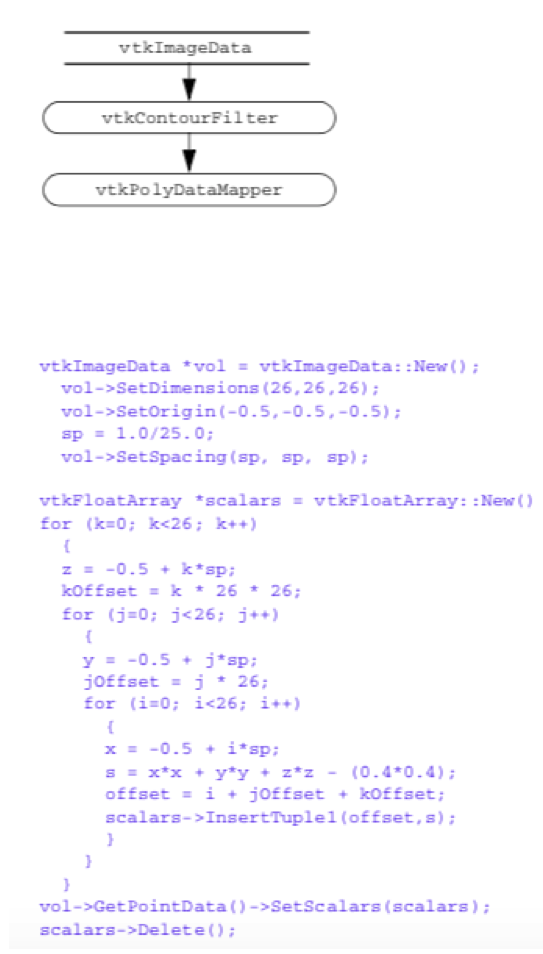 vtkImageData
vtkContourFilter
vtkPolyDataMapper
vtkImageData *vol = vtkImageData::New();
  vol->SetDimensions(26,26,26);
  vol->SetOrigin(-0.5,-0.5,-0.5);
  sp = 1.0/25.0;
  vol->SetSpacing(sp, sp, sp);
vtkFloatArray *scalars = vtkFloatArray::New()
for (k=0; k<26; k++)
  {
  z = -0.5 + k*sp;
  kOffset = k * 26 * 26;
  for (j=0; j<26; j++)
    {
    y = -0.5 + j*sp;
    jOffset = j * 26;
    for (i=0; i<26; i++)
      {
      x = -0.5 + i*sp;
      s = x*x + y*y + z*z - (0.4*0.4);
      offset = i + jOffset + kOffset;
      scalars->InsertTuple1(offset,s);
      }
    }
  }
vol->GetPointData()->SetScalars(scalars);
scalars->Delete();